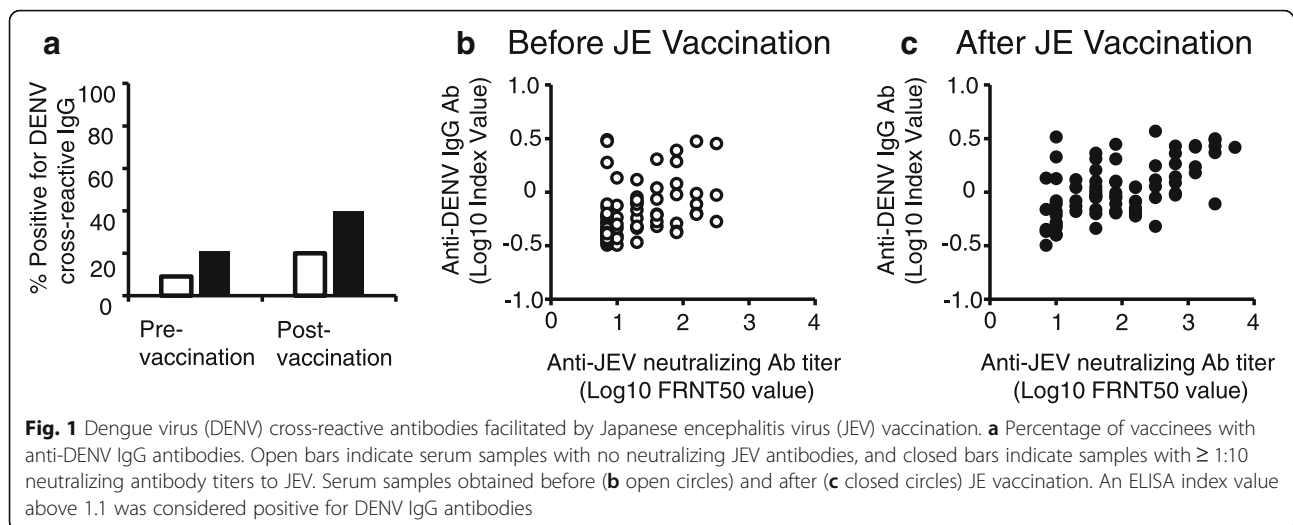 a
% Positive for DENV
cross-reactive IgG
100
80
60
40
20
0
Pre-
vaccination
Post-
vaccination
b Before JE Vaccination
Anti-DENV IgG Ab
(Log10 Index Value)
1.0
0.5
0
-0.5
-1.0
0 1 2 3 4
Anti-JEV neutralizing Ab titer
(Log10 FRNT50 value)
c After JE Vaccination
Anti-DENV IgG Ab
(Log10 Index Value)
1.0
0.5
0
-0.5
-1.0
0 1 2 3 4
Anti-JEV neutralizing Ab titer
(Log10 FRNT50 value)
Fig. 1 Dengue virus (DENV) cross-reactive antibodies facilitated by Japanese encephalitis virus (JEV) vaccination. a Percentage of vaccinees with
anti-DENV IgG antibodies. Open bars indicate serum samples with no neutralizing JEV antibodies, and closed bars indicate samples with ≥ 1:10
neutralizing antibody titers to JEV. Serum samples obtained before (b open circles) and after (c closed circles) JE vaccination. An ELISA index value
above 1.1 was considered positive for DENV IgG antibodies